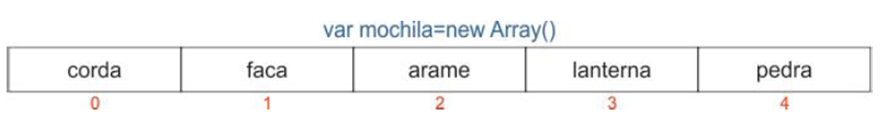 var mochila=new Array()
corda faca arame lanterna pedra
0 1 2 3 4